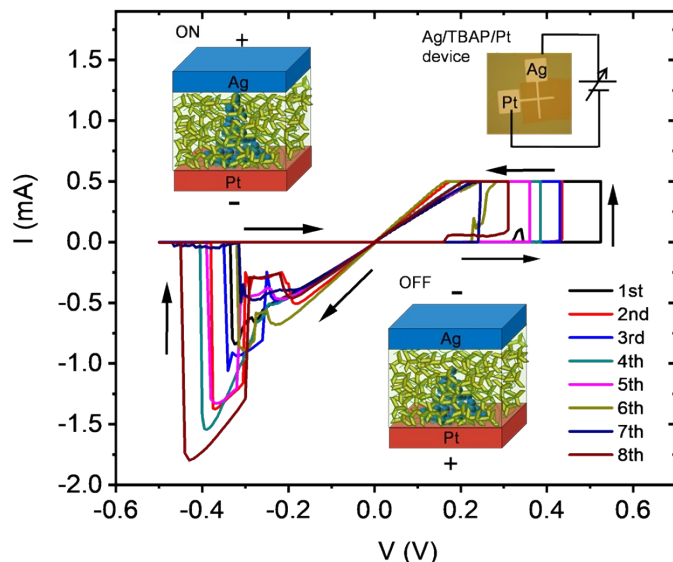 ON
+
Ag
Pt
-
Ag/TBAP/Pt
device
Ag
Pt
OFF
-
Ag
Pt
+
1st
2nd
3rd
4th
5th
6th
7th
8th
I (mA)
1.5
1.0
0.5
0.0
-0.5
-1.0
-1.5
-2.0
-0.6
-0.4
-0.2
0.0
0.2
0.4
0.6
V (V)